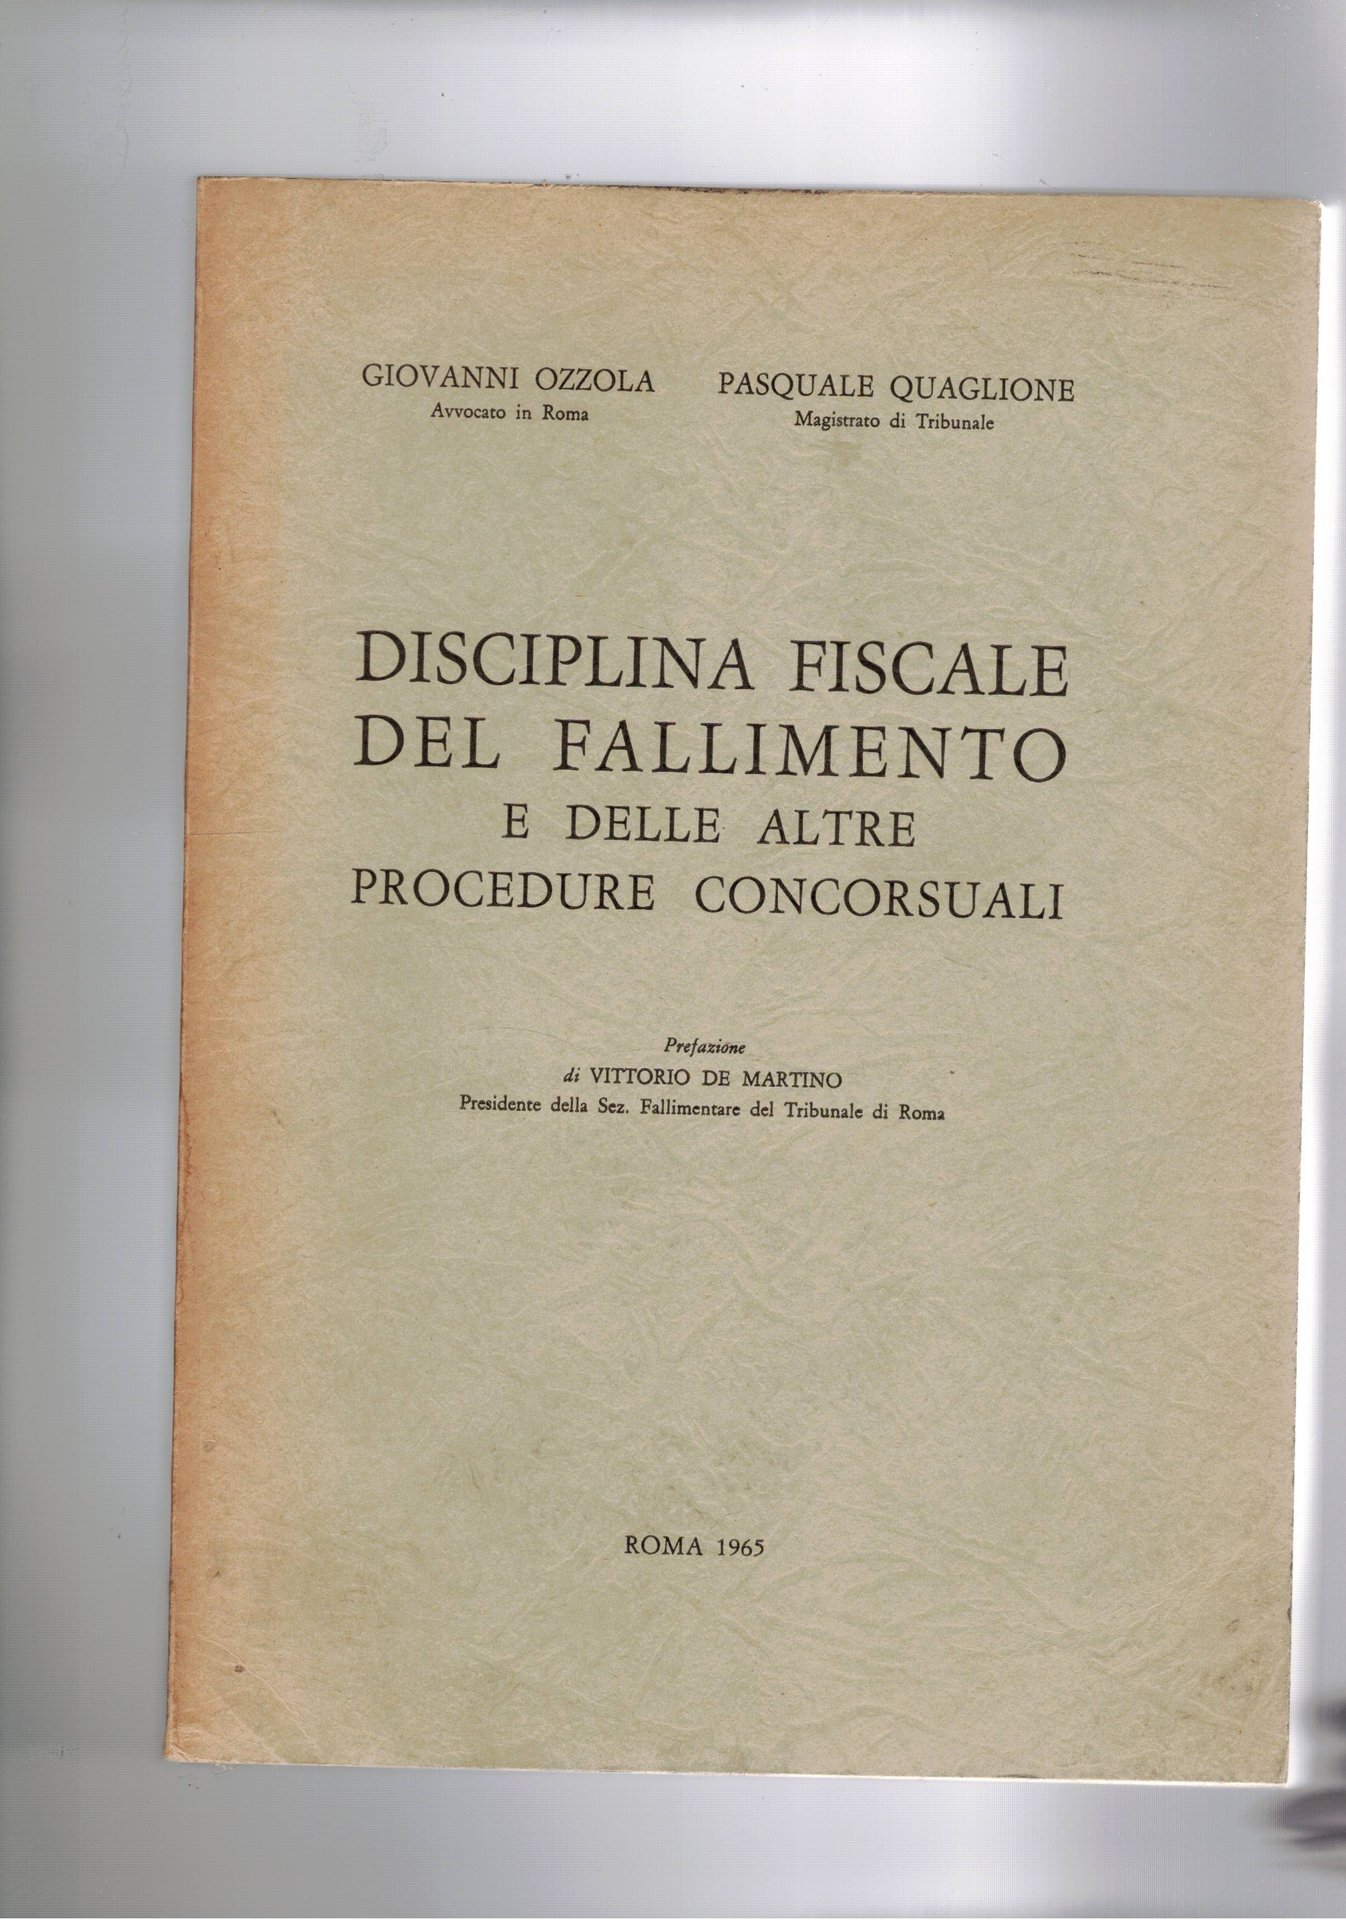 GIOVANNI OZZOLA PASQUALE QUAGLIONE
Avvocato in Roma Magistrato di Tribunale
DISCIPLINA FISCALE
DEL FALLIMENTO
E DELLE ALTRE
PROCEDURE CONCORSUALI
Prefazione
di VITTORIO DE MARTINO
Presidente della Sez. Fallimentare del Tribunale di Roma
ROMA 1965